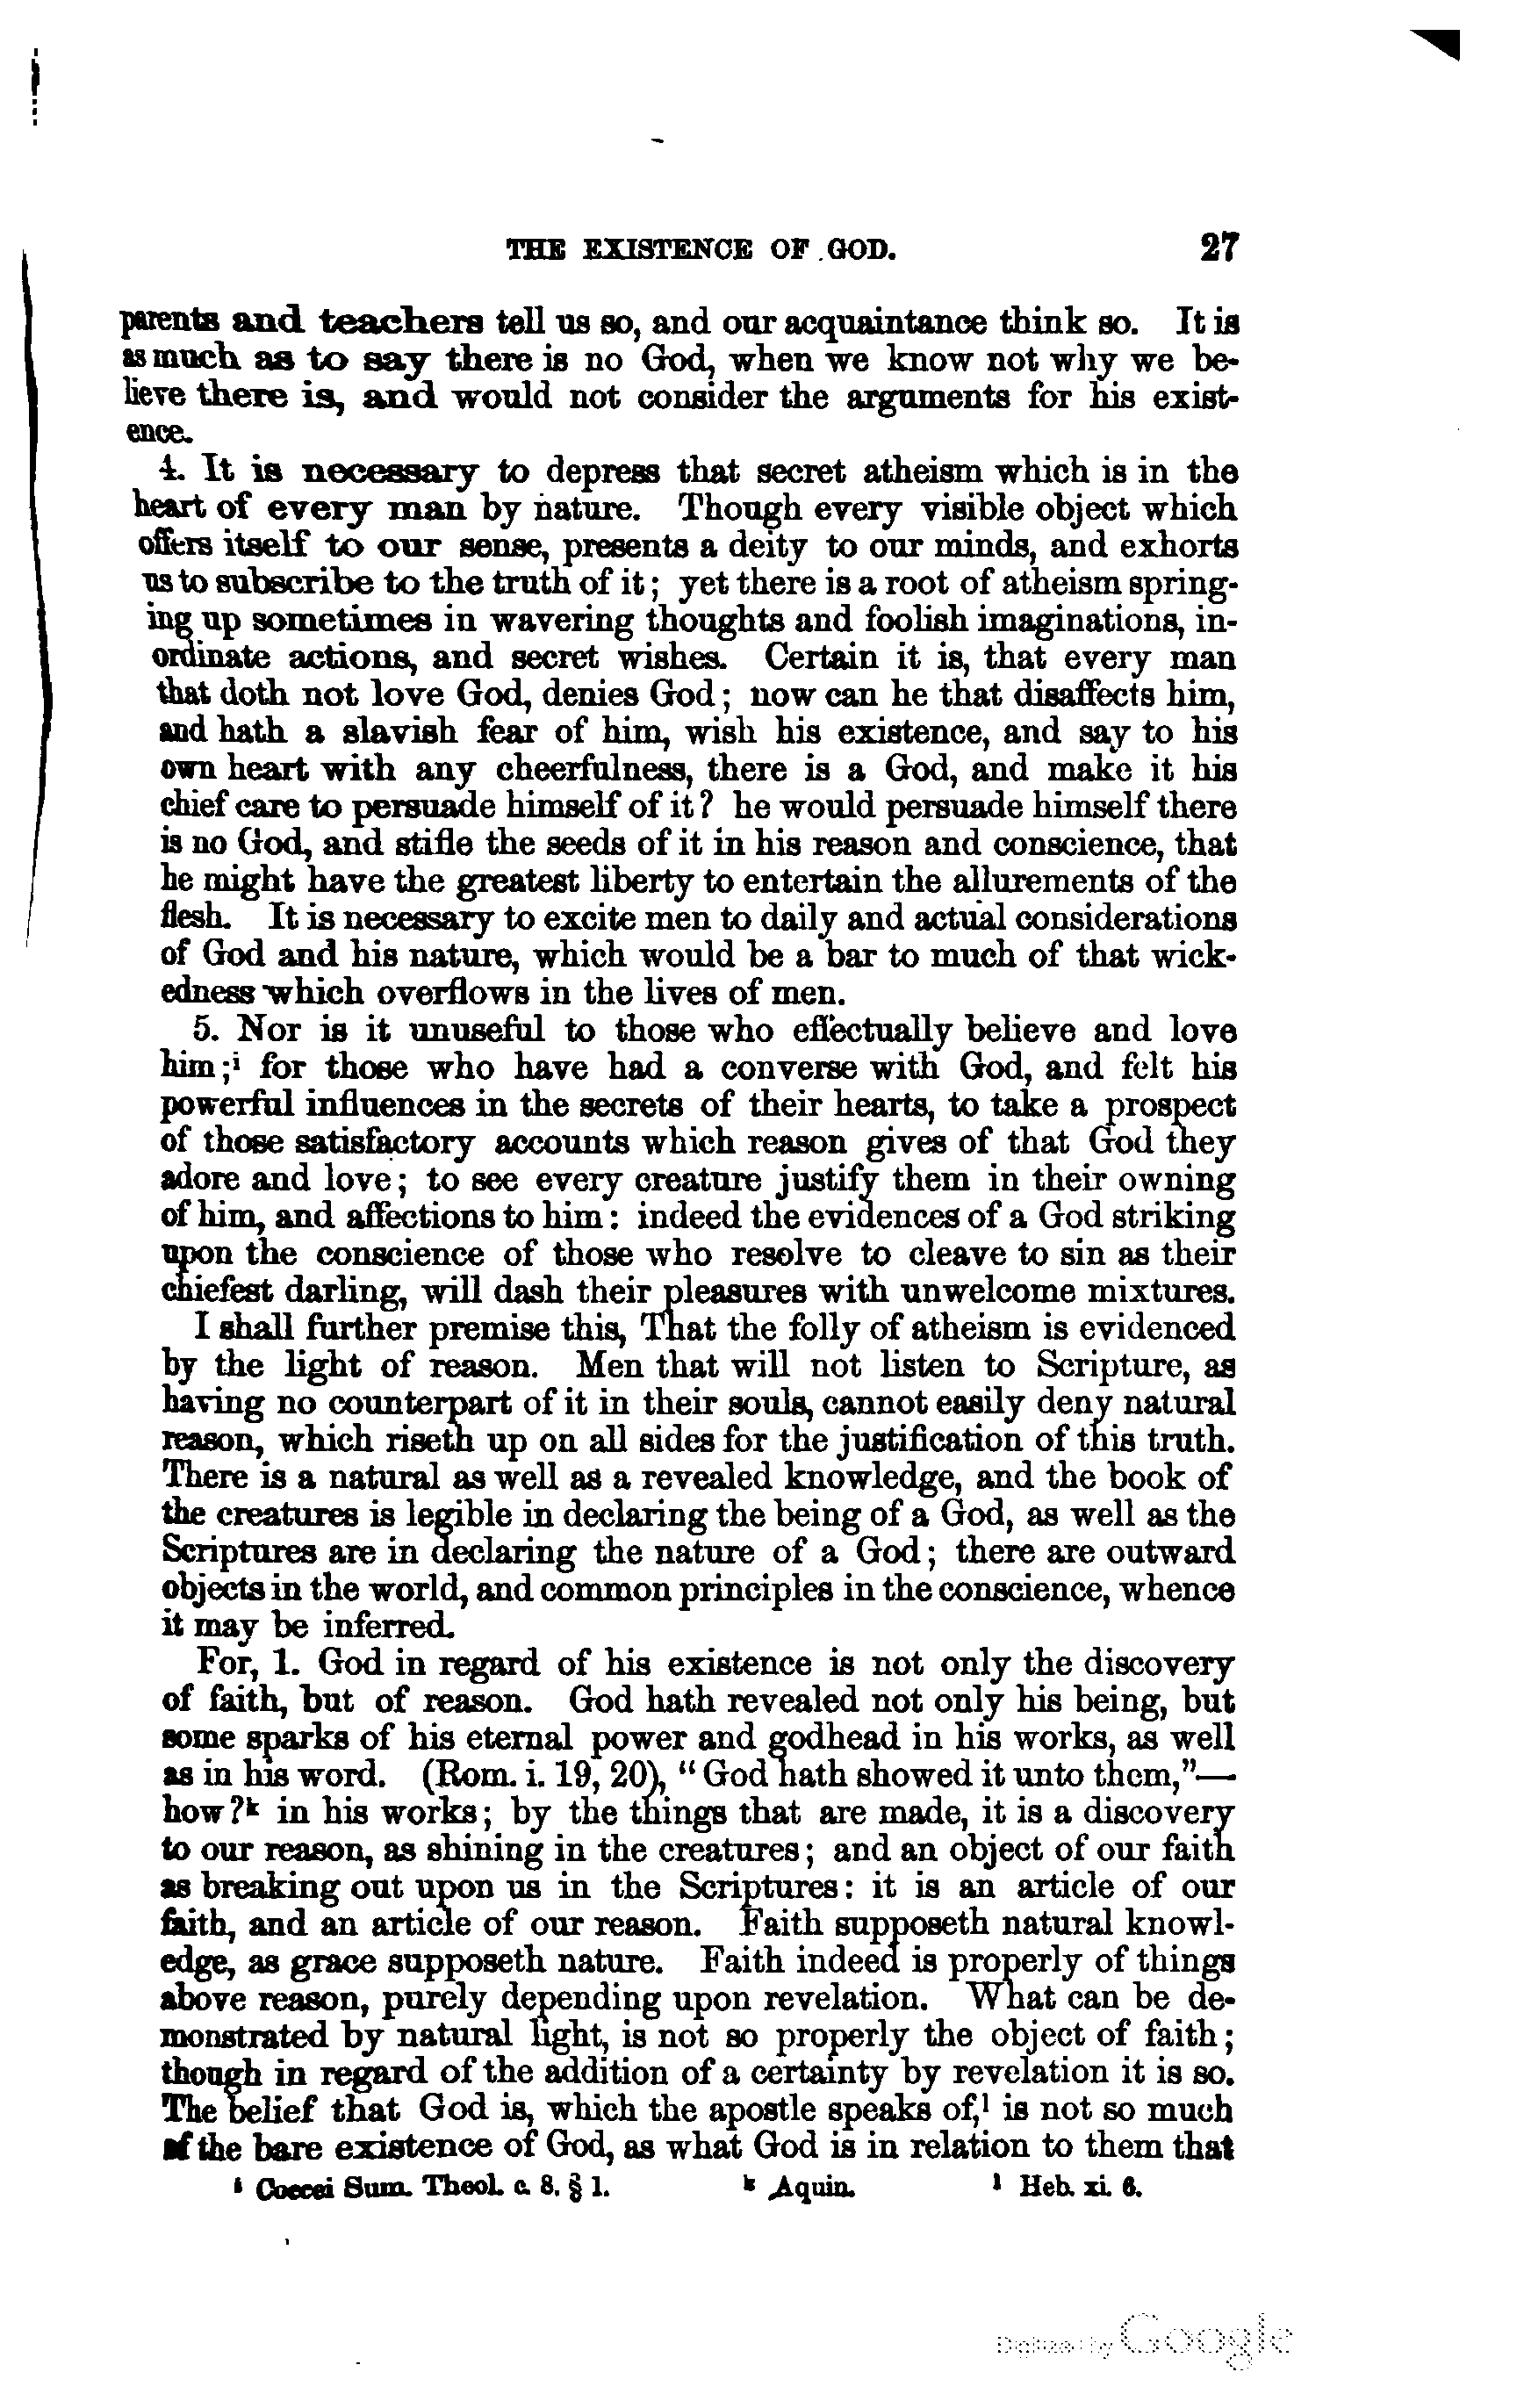 THE EXISTENCE OF GOD. 27
parents and teachers tell us so, and our acquaintance think so. It is
as much as to say there is no God, when we know not why we be-
lieve there is, and would not consider the arguments for his exist-
ence.
4. It is necessary to depress that secret atheism which is in the
heart of every man by nature. Though every visible object which
offers itself to our sense, presents a deity to our minds, and exhorts
us to subscribe to the truth of it; yet there is a root of atheism spring-
ing up sometimes in wavering thoughts and foolish imaginations, in-
ordinate actions, and secret wishes. Certain it is, that every man
that doth not love God, denies God; now can he that disaffects him,
and hath a slavish fear of him, wish his existence, and say to his
own heart with any cheerfulness, there is a God, and make it his
chief care to persuade himself of it? he would persuade himself there
is no God, and stifle the seeds of it in his reason and conscience, that
he might have the greatest liberty to entertain the allurements of the
flesh. It is necessary to excite men to daily and actual considerations
of God and his nature, which would be a bar to much of that wick-
edness which overflows in the lives of men.
5. Nor is it unuseful to those who effectually believe and love
him;ⁱ for those who have had a converse with God, and felt his
powerful influences in the secrets of their hearts, to take a prospect
of those satisfactory accounts which reason gives of that God they
adore and love; to see every creature justify them in their owning
of him, and affections to him: indeed the evidences of a God striking
upon the conscience of those who resolve to cleave to sin as their
chiefest darling, will dash their pleasures with unwelcome mixtures.
I shall further premise this, That the folly of atheism is evidenced
by the light of reason. Men that will not listen to Scripture, as
having no counterpart of it in their souls, cannot easily deny natural
reason, which riseth up on all sides for the justification of this truth.
There is a natural as well as a revealed knowledge, and the book of
the creatures is legible in declaring the being of a God, as well as the
Scriptures are in declaring the nature of a God; there are outward
objects in the world, and common principles in the conscience, whence
it may be inferred.
For, 1. God in regard of his existence is not only the discovery
of faith, but of reason. God hath revealed not only his being, but
some sparks of his eternal power and godhead in his works, as well
as in his word. (Rom. i. 19, 20), “God hath showed it unto them,”—
how?ᵏ in his works; by the things that are made, it is a discovery
to our reason, as shining in the creatures; and an object of our faith
as breaking out upon us in the Scriptures: it is an article of our
faith, and an article of our reason. Faith supposeth natural knowl-
edge, as grace supposeth nature. Faith indeed is properly of things
above reason, purely depending upon revelation. What can be de-
monstrated by natural light, is not so properly the object of faith;
though in regard of the addition of a certainty by revelation it is so.
The belief that God is, which the apostle speaks of,ˡ is not so much
of the bare existence of God, as what God is in relation to them that
ⁱ Coccei Sum. Theol. c. 8. § 1. ᵏ Aquin. ˡ Heb. xi. 6.
Digitized by Google